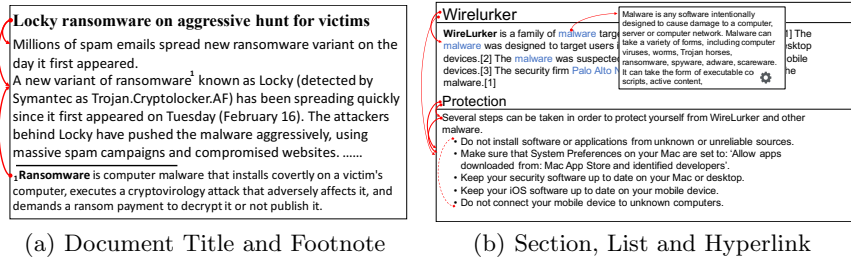 Locky ransomware on aggressive hunt for victims
Millions of spam emails spread new ransomware variant on the
day it first appeared.
A new variant of ransomware1 known as Locky (detected by
Symantec as Trojan.Cryptolocker.AF) has been spreading quickly
since it first appeared on Tuesday (February 16). The attackers
behind Locky have pushed the malware aggressively, using
massive spam campaigns and compromised websites. ......
1Ransomware is computer malware that installs covertly on a victim's
computer, executes a cryptovirology attack that adversely affects it, and
demands a ransom payment to decrypt it or not publish it.
(a) Document Title and Footnote
Wirelurker
WireLurker is a family of malware targ 1] The
malware was designed to target users i sktop
devices.[2] The malware was suspecte obile
devices.[3] The security firm Palo Alto N the
malware.[1]
Malware is any software intentionally
designed to cause damage to a computer,
server or computer network. Malware can
take a variety of forms, including computer
viruses, worms, Trojan horses,
ransomware, spyware, adware, scareware.
It can take the form of executable co
scripts, active content,
Protection
Several steps can be taken in order to protect yourself from WireLurker and other
malware.
• Do not install software or applications from unknown or unreliable sources.
• Make sure that System Preferences on your Mac are set to: 'Allow apps
downloaded from: Mac App Store and identified developers'.
• Keep your security software up to date on your Mac or desktop.
• Keep your iOS software up to date on your mobile device.
• Do not connect your mobile device to unknown computers.
(b) Section, List and Hyperlink